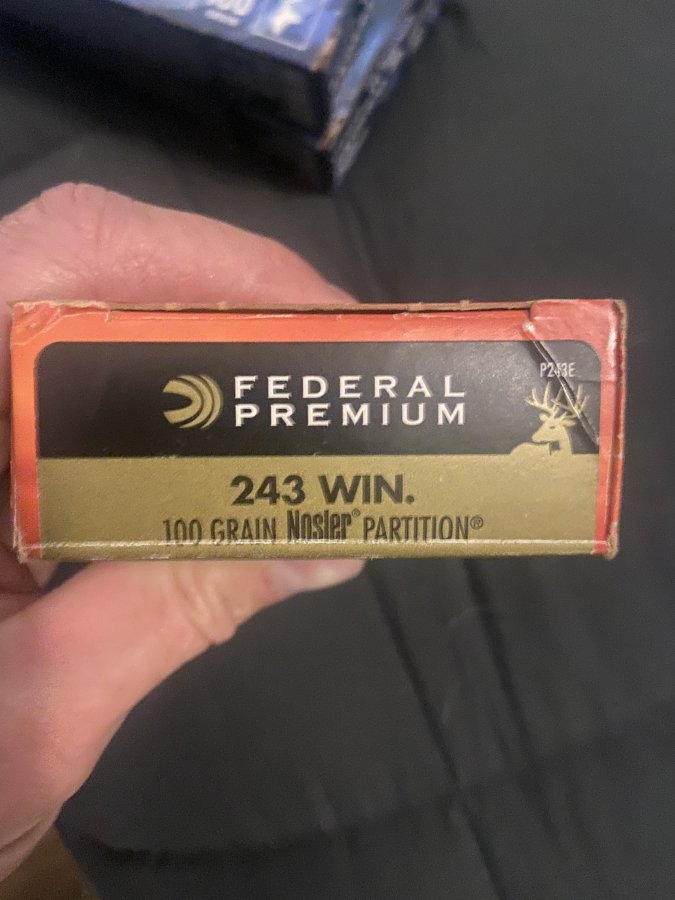 P243E
FEDERAL
PREMIUM
243 WIN.
100 GRAIN Nosler® PARTITION®